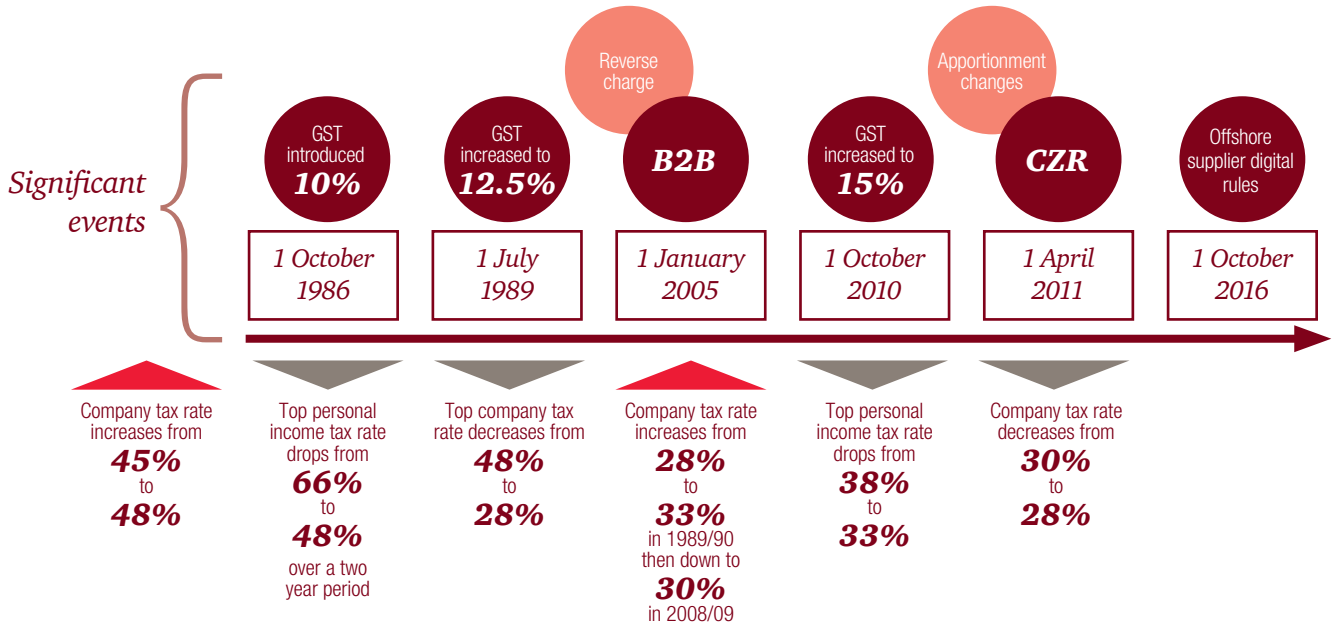 Significant
events
Reverse
charge
Apportionment
changes
GST
introduced
10%
GST
increased to
12.5%
B2B
GST
increased to
15%
CZR
Offshore
supplier digital
rules
1 October
1986
1 July
1989
1 January
2005
1 October
2010
1 April
2011
1 October
2016
Company tax rate
increases from
45%
to
48%
Top personal
income tax rate
drops from
66%
to
48%
over a two
year period
Top company tax
rate decreases from
48%
to
28%
Company tax rate
increases from
28%
to
33%
in 1989/90
then down to
30%
in 2008/09
Top personal
income tax rate
drops from
38%
to
33%
Company tax rate
decreases from
30%
to
28%